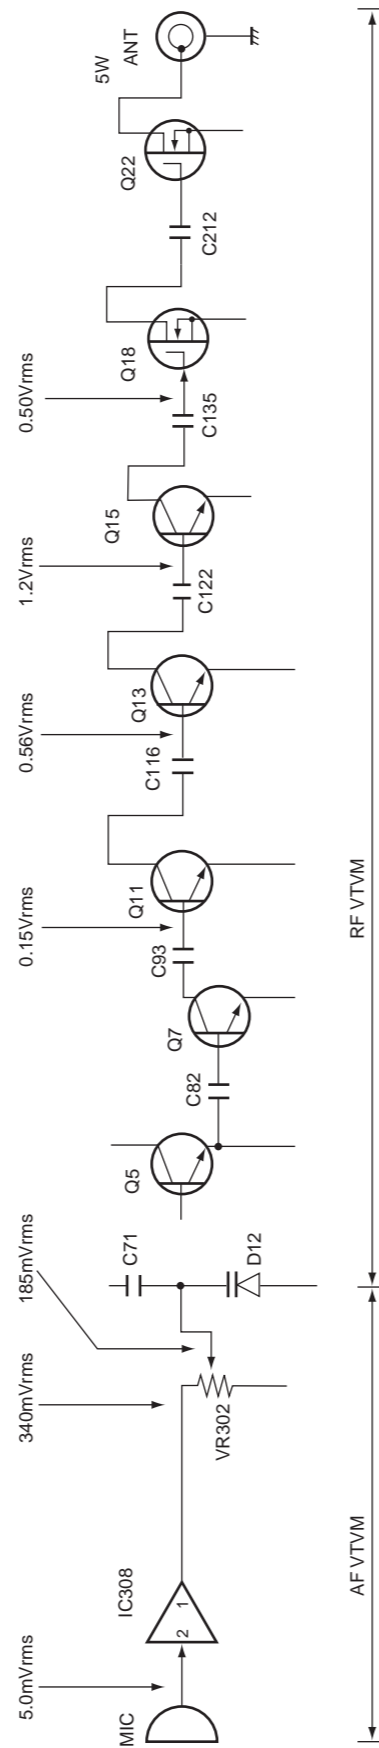 5.0mVrms
340mVrms
185mVrms
0.15Vrms
0.56Vrms
1.2Vrms
0.50Vrms
5W
ANT
MIC
IC308
2
1
VR302
C71
D12
Q5
C82
Q7
C93
Q11
C116
Q13
C122
Q15
C135
Q18
C212
Q22
AF VTVM
RF VTVM